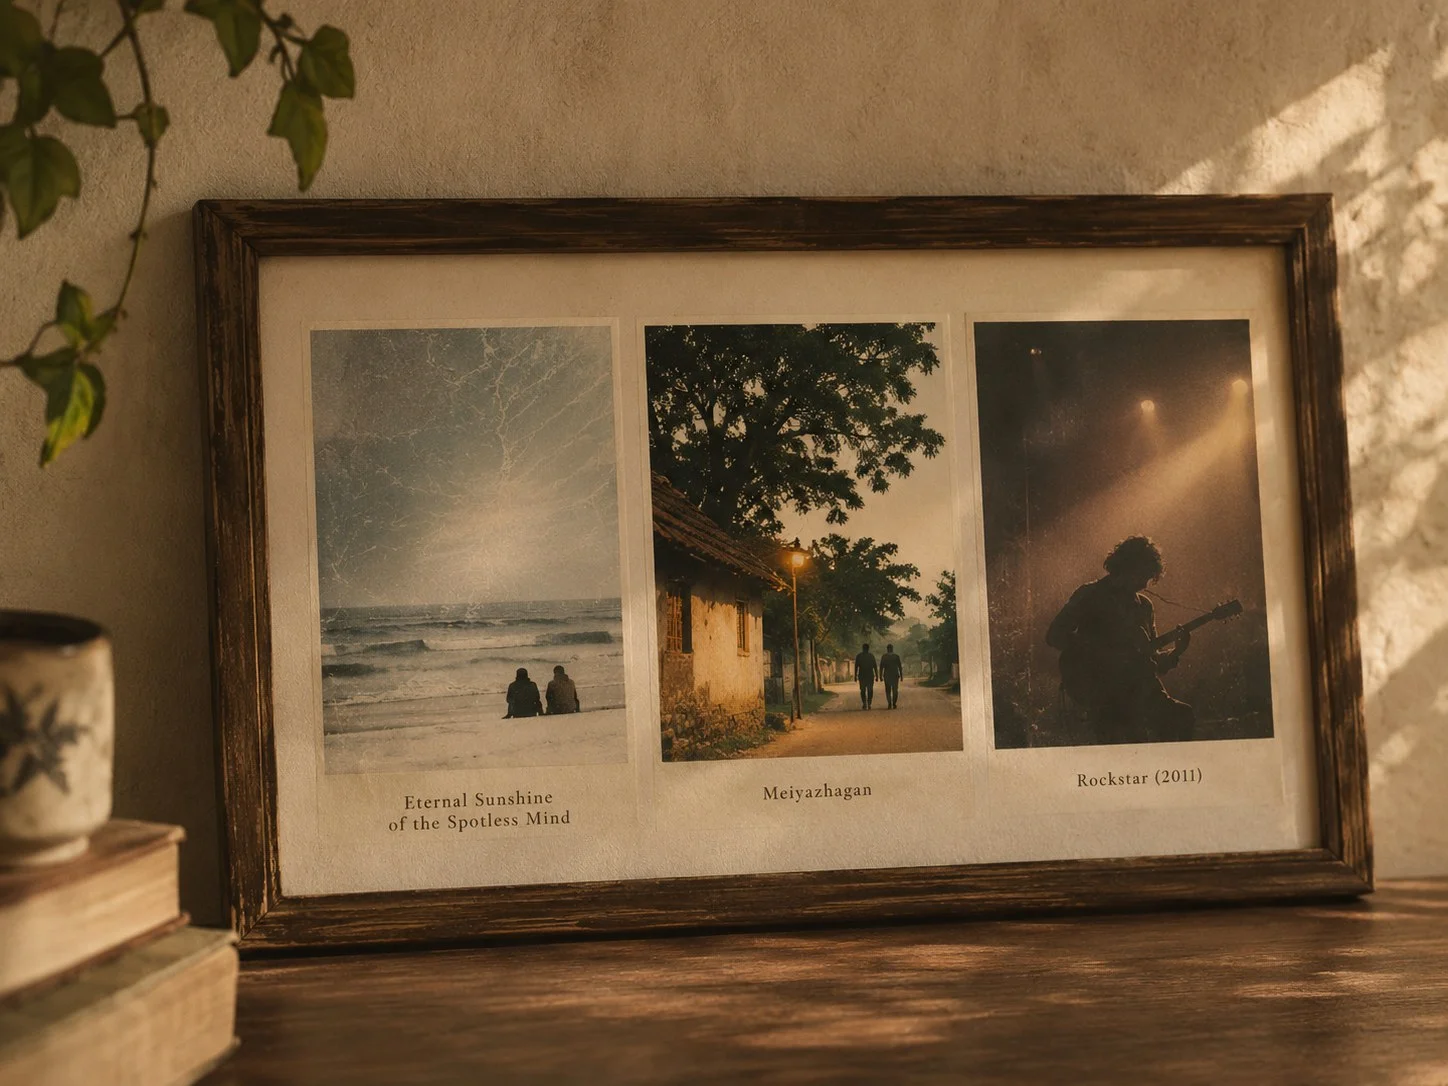 Eternal Sunshine
of the Spotless Mind
Meiyazhagan
Rockstar (2011)